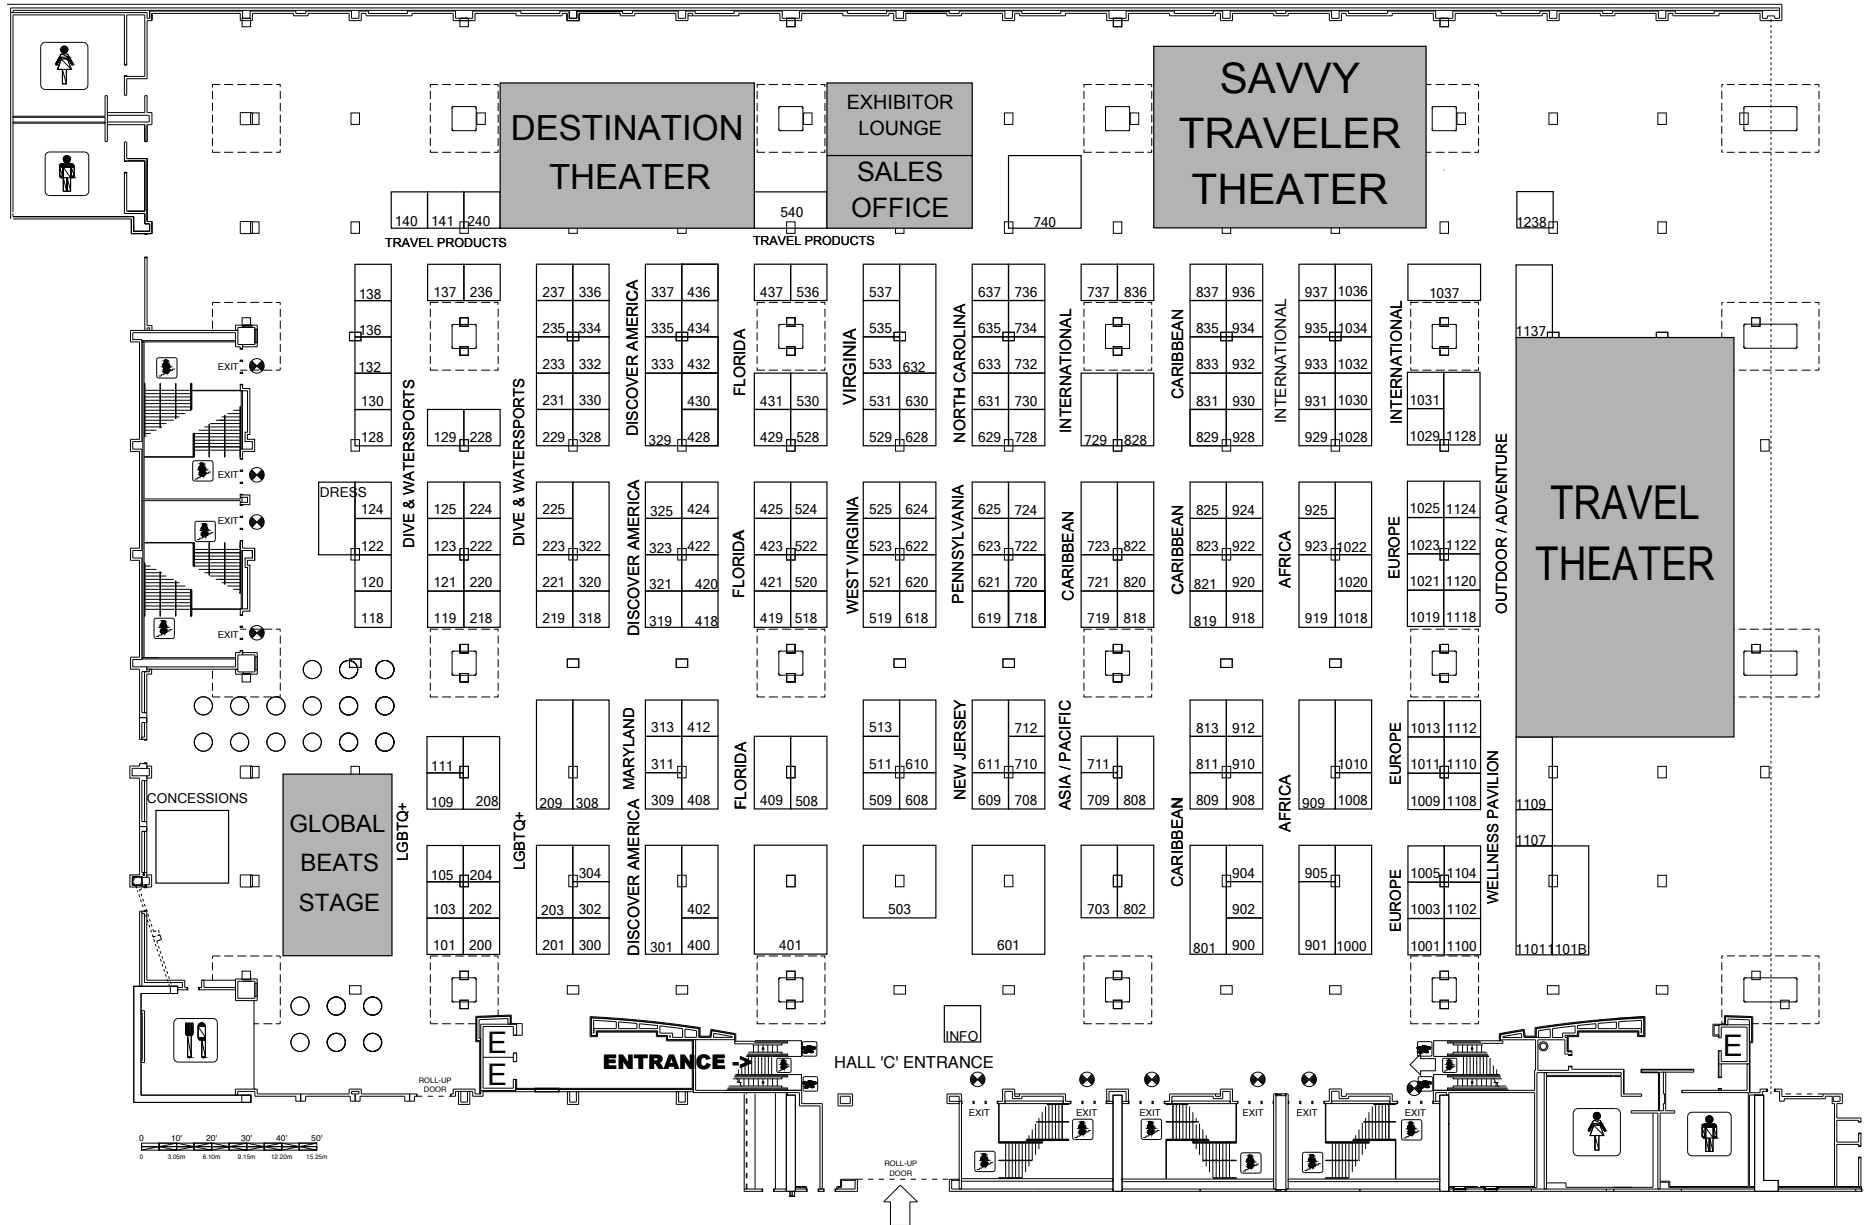 SAVVY
TRAVELER
THEATER
DESTINATION
THEATER
EXHIBITOR
LOUNGE
SALES
OFFICE
140 141 240
540
740
1238
TRAVEL PRODUCTS
TRAVEL PRODUCTS
138 137 236 237 336 337 436 437 536 537 637 736 737 836 837 936 937 1036 1037
136 235 334 335 434 535 635 734 835 934 935 1034 1137
132 233 332 333 432 533 632 633 732 833 932 933 1032
130 231 330 430 431 530 531 630 631 730 831 930 931 1030 1031
128 129 228 229 328 329 428 429 528 529 628 629 728 729 828 829 928 929 1028 1029 1128
DIVE & WATERSPORTS
DIVE & WATERSPORTS
DISCOVER AMERICA
FLORIDA
VIRGINIA
NORTH CAROLINA
INTERNATIONAL
CARIBBEAN
INTERNATIONAL
INTERNATIONAL
OUTDOOR / ADVENTURE
EXIT
EXIT
EXIT
EXIT
DRESS
124 125 224 225 325 424 425 524 525 624 625 724 825 924 925 1025 1124
122 123 222 223 322 323 422 423 522 523 622 623 722 723 822 823 922 923 1022 1023 1122
120 121 220 221 320 321 420 421 520 521 620 621 720 721 820 821 920 1020 1021 1120
118 119 218 219 318 319 418 419 518 519 618 619 718 719 818 819 918 919 1018 1019 1118
DISCOVER AMERICA
FLORIDA
WEST VIRGINIA
PENNSYLVANIA
CARIBBEAN
CARIBBEAN
AFRICA
EUROPE
TRAVEL
THEATER
313 412 513 712 813 912 1013 1112
111 311 511 610 611 710 711 811 910 1010 1011 1110
109 208 209 308 309 408 409 508 509 608 609 708 709 808 809 908 909 1008 1009 1108 1109
1107
LGBTQ+
LGBTQ+
MARYLAND
DISCOVER AMERICA
FLORIDA
NEW JERSEY
ASIA / PACIFIC
CARIBBEAN
AFRICA
EUROPE
EUROPE
WELLNESS PAVILION
CONCESSIONS
GLOBAL
BEATS
STAGE
105 204 304 904 905 1005 1104
103 202 203 302 402 503 703 802 902 1003 1102
101 200 201 300 301 400 401 601 801 900 901 1000 1001 1100 1101 1101B
INFO
E
E
E
ENTRANCE ->
HALL 'C' ENTRANCE
ROLL-UP
DOOR
EXIT
EXIT
EXIT
EXIT
EXIT
EXIT
ROLL-UP
DOOR
0 10' 20' 30' 40' 50'
0 3.05m 6.10m 9.15m 12.20m 15.25m